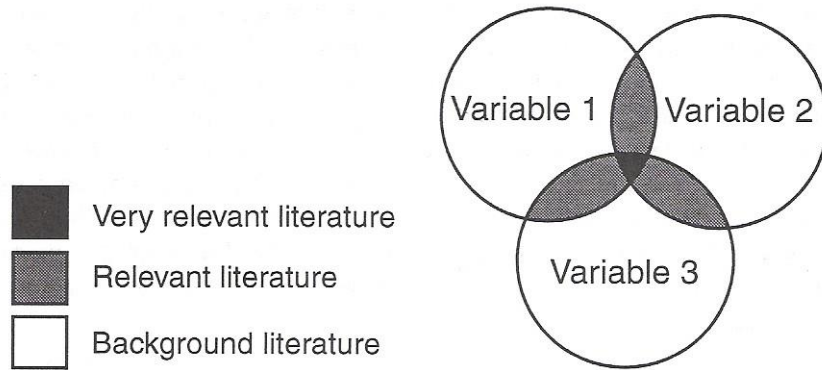 Variable 1
Variable 2
Variable 3
Very relevant literature
Relevant literature
Background literature